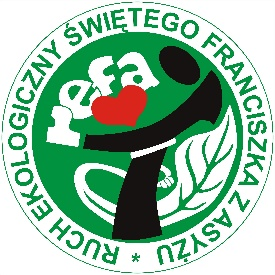 RUCH EKOLOGICZNY ŚWIĘTEGO FRANCISZKA Z ASYŻU *
refa